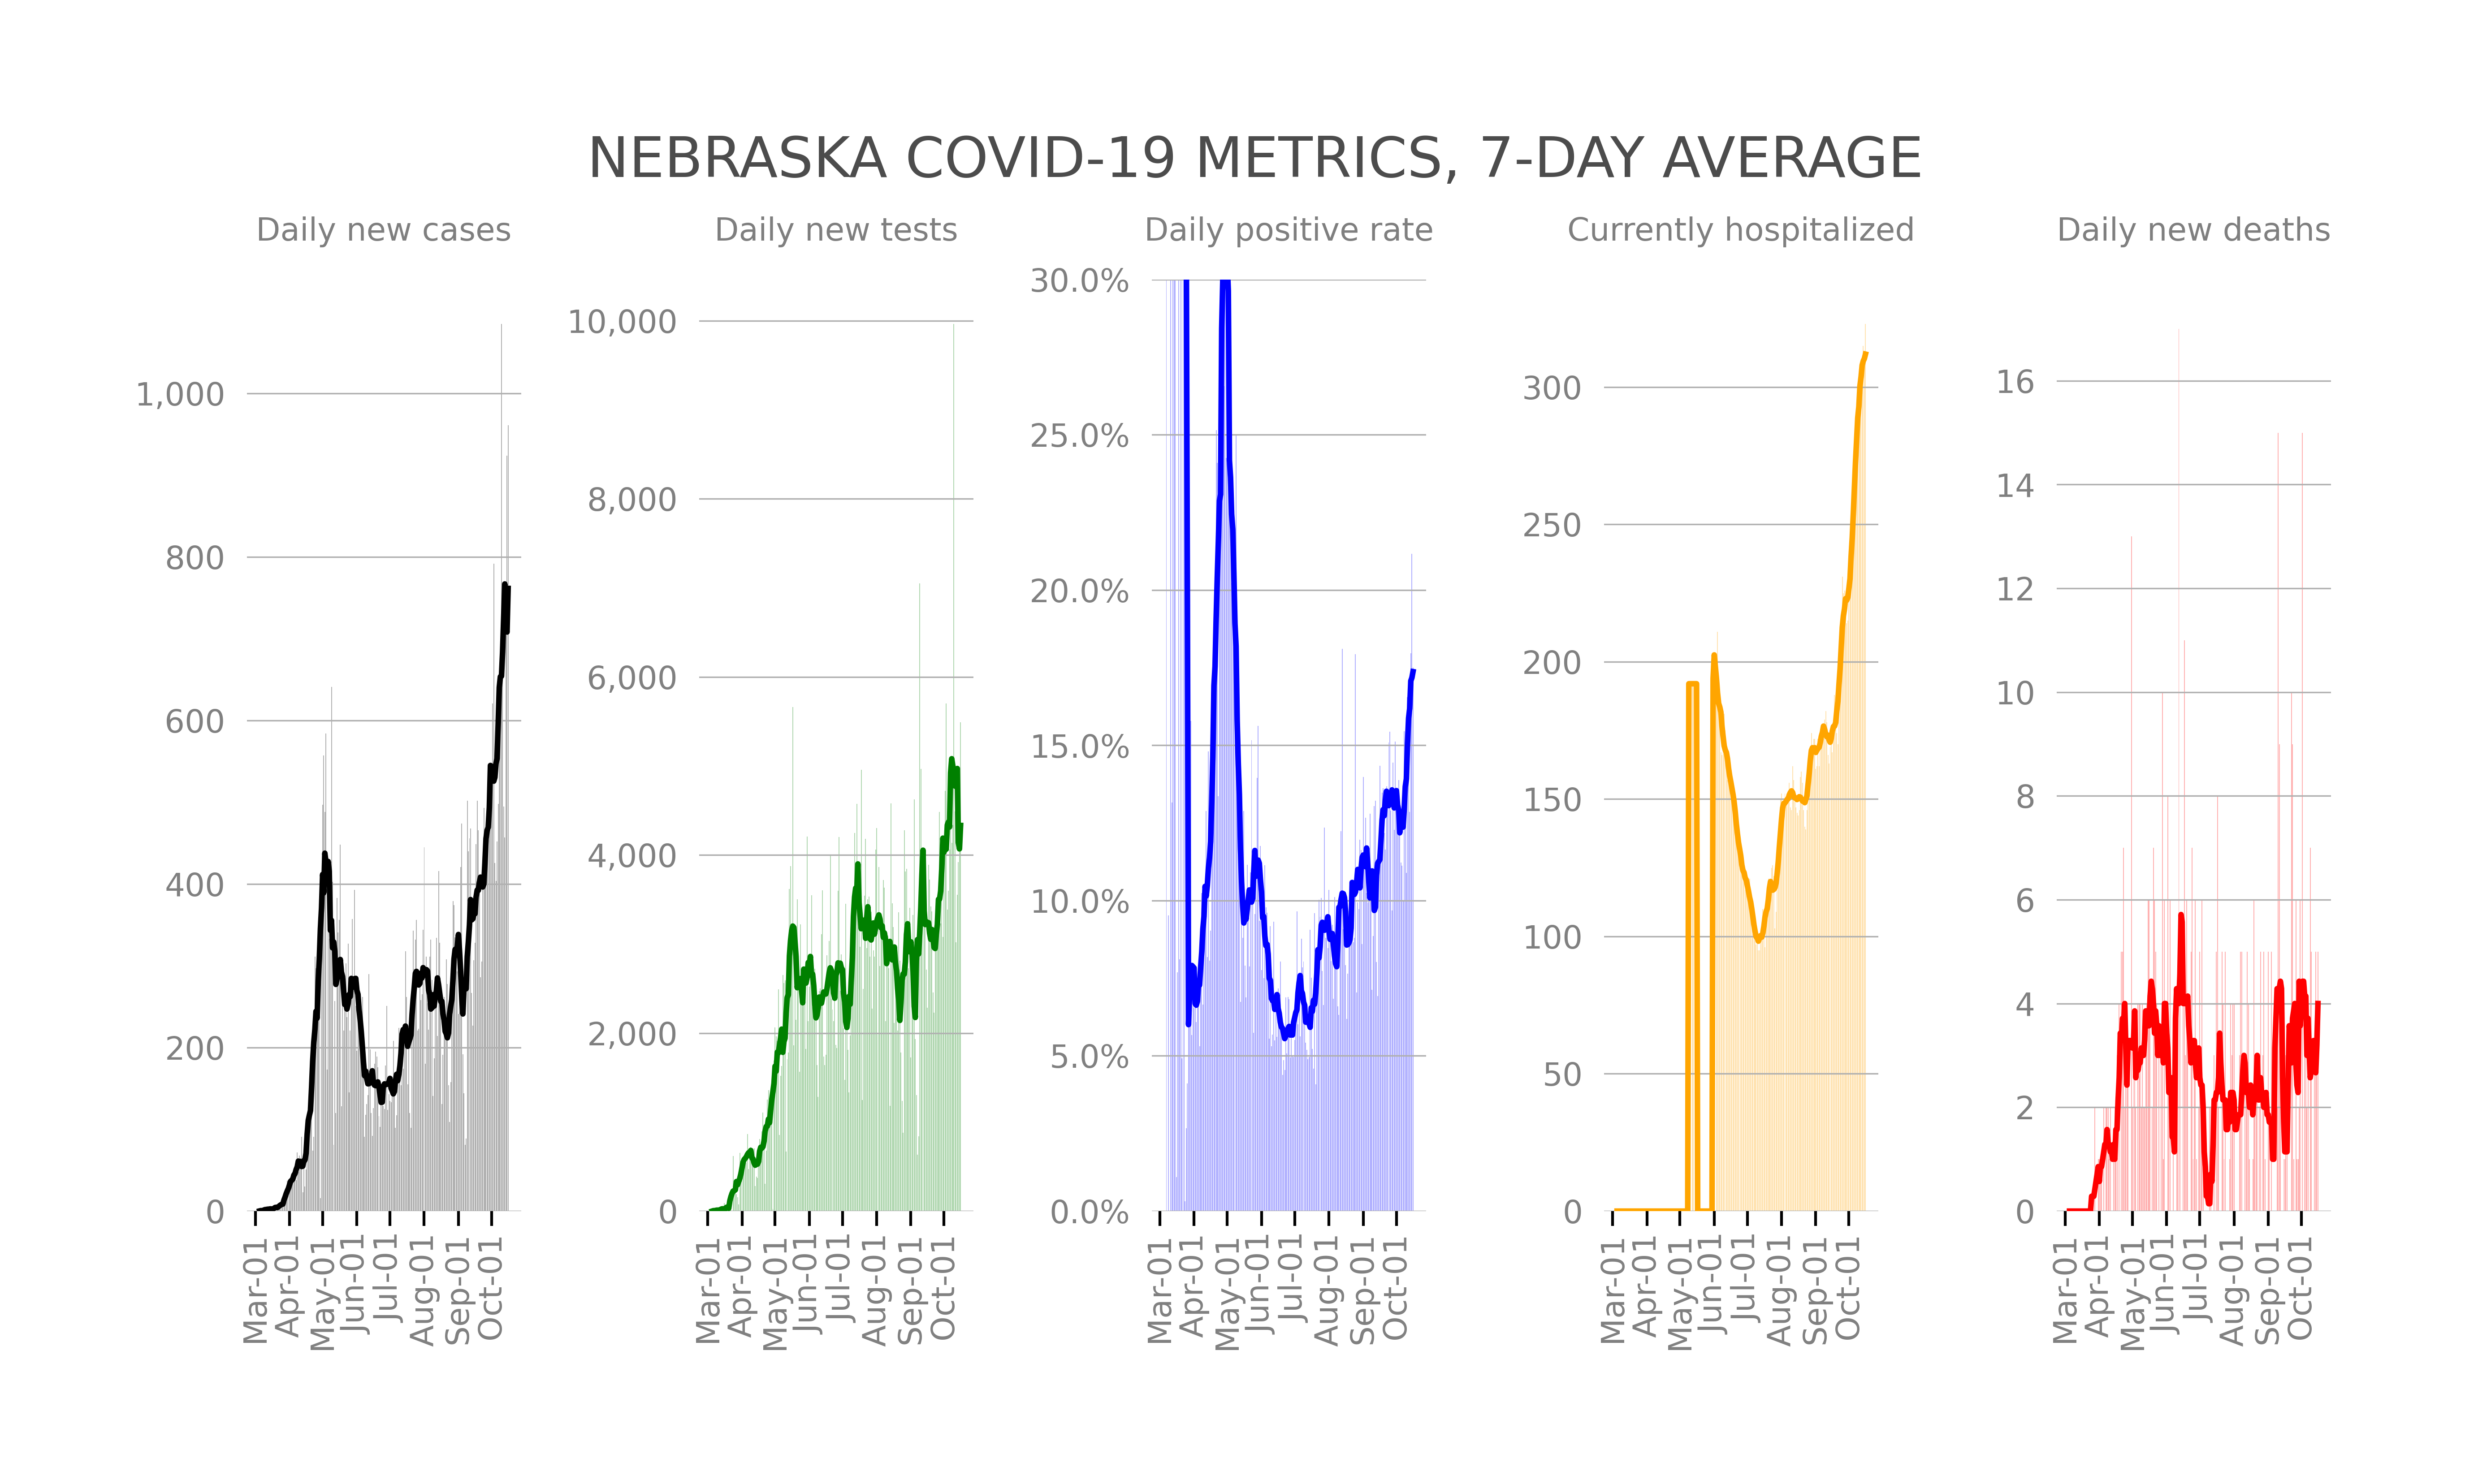 NEBRASKA COVID-19 METRICS, 7-DAY AVERAGE
Daily new cases
1,000
800
600
400
200
0
Mar-01
Apr-01
May-01
Jun-01
Jul-01
Aug-01
Sep-01
Oct-01
Daily new tests
10,000
8,000
6,000
4,000
2,000
0
Mar-01
Apr-01
May-01
Jun-01
Jul-01
Aug-01
Sep-01
Oct-01
Daily positive rate
30.0%
25.0%
20.0%
15.0%
10.0%
5.0%
0.0%
Mar-01
Apr-01
May-01
Jun-01
Jul-01
Aug-01
Sep-01
Oct-01
Currently hospitalized
300
250
200
150
100
50
0
Mar-01
Apr-01
May-01
Jun-01
Jul-01
Aug-01
Sep-01
Oct-01
Daily new deaths
16
14
12
10
8
6
4
2
0
Mar-01
Apr-01
May-01
Jun-01
Jul-01
Aug-01
Sep-01
Oct-01